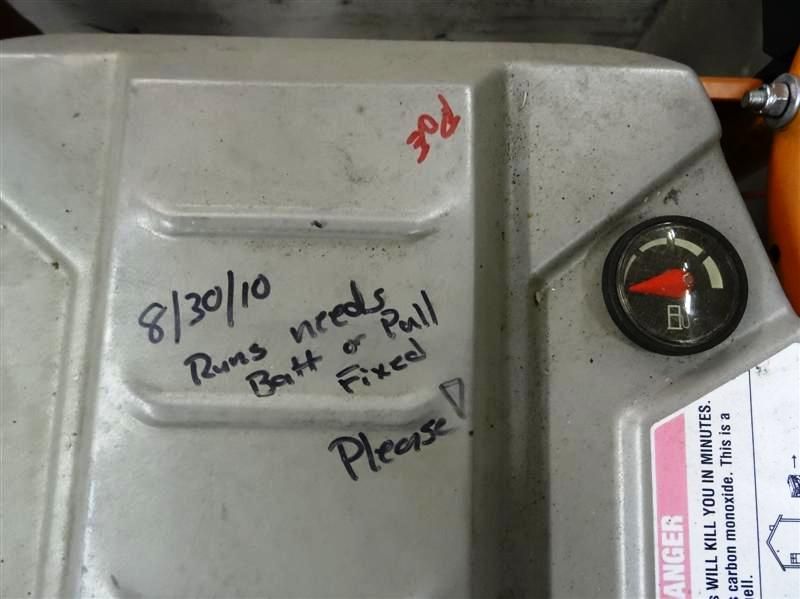 30d
8/30/10
Runs needs
Batt or Pull
Fixed
Please!
ANGER
WILL KILL YOU IN MINUTES.
carbon monoxide. This is a
ell.